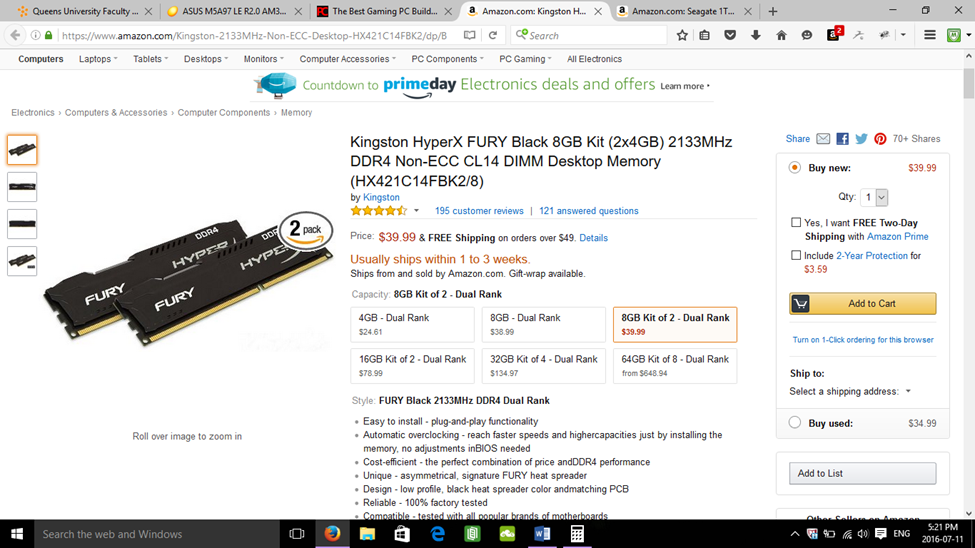 Queens University Faculty ...
ASUS M5A97 LE R2.0 AM3...
The Best Gaming PC Build...
Amazon.com: Kingston H...
Amazon.com: Seagate 1T...
https://www.amazon.com/Kingston-2133MHz-Non-ECC-Desktop-HX421C14FBK2/dp/B
Search
2
Computers Laptops Tablets Desktops Monitors Computer Accessories PC Components PC Gaming All Electronics
Countdown to primeday Electronics deals and offers Learn more
Electronics › Computers & Accessories › Computer Components › Memory
Kingston HyperX FURY Black 8GB Kit (2x4GB) 2133MHz
DDR4 Non-ECC CL14 DIMM Desktop Memory
(HX421C14FBK2/8)
by Kingston
195 customer reviews | 121 answered questions
Price: $39.99 & FREE Shipping on orders over $49. Details
Usually ships within 1 to 3 weeks.
Ships from and sold by Amazon.com. Gift-wrap available.
Capacity: 8GB Kit of 2 - Dual Rank
4GB - Dual Rank
$24.61
8GB - Dual Rank
$38.99
8GB Kit of 2 - Dual Rank
$39.99
16GB Kit of 2 - Dual Rank
$78.99
32GB Kit of 4 - Dual Rank
$134.97
64GB Kit of 8 - Dual Rank
from $648.94
Style: FURY Black 2133MHz DDR4 Dual Rank
Easy to install - plug-and-play functionality
Automatic overclocking - reach faster speeds and highercapacities just by installing the
memory, no adjustments inBIOS needed
Cost-efficient - the perfect combination of price andDDR4 performance
Unique - asymmetrical, signature FURY heat spreader
Design - low profile, black heat spreader color andmatching PCB
Reliable - 100% factory tested
Compatible - tested with all popular brands of motherboards
2 pack
DDR4
HYPERX
FURY
HYPER
FURY
Roll over image to zoom in
Share 70+ Shares
Buy new: $39.99
Qty: 1
Yes, I want FREE Two-Day
Shipping with Amazon Prime
Include 2-Year Protection for
$3.59
Add to Cart
Turn on 1-Click ordering for this browser
Ship to:
Select a shipping address:
Buy used: $34.99
Add to List
Other Sellers on Amazon
Search the web and Windows
ENG
5:21 PM
2016-07-11